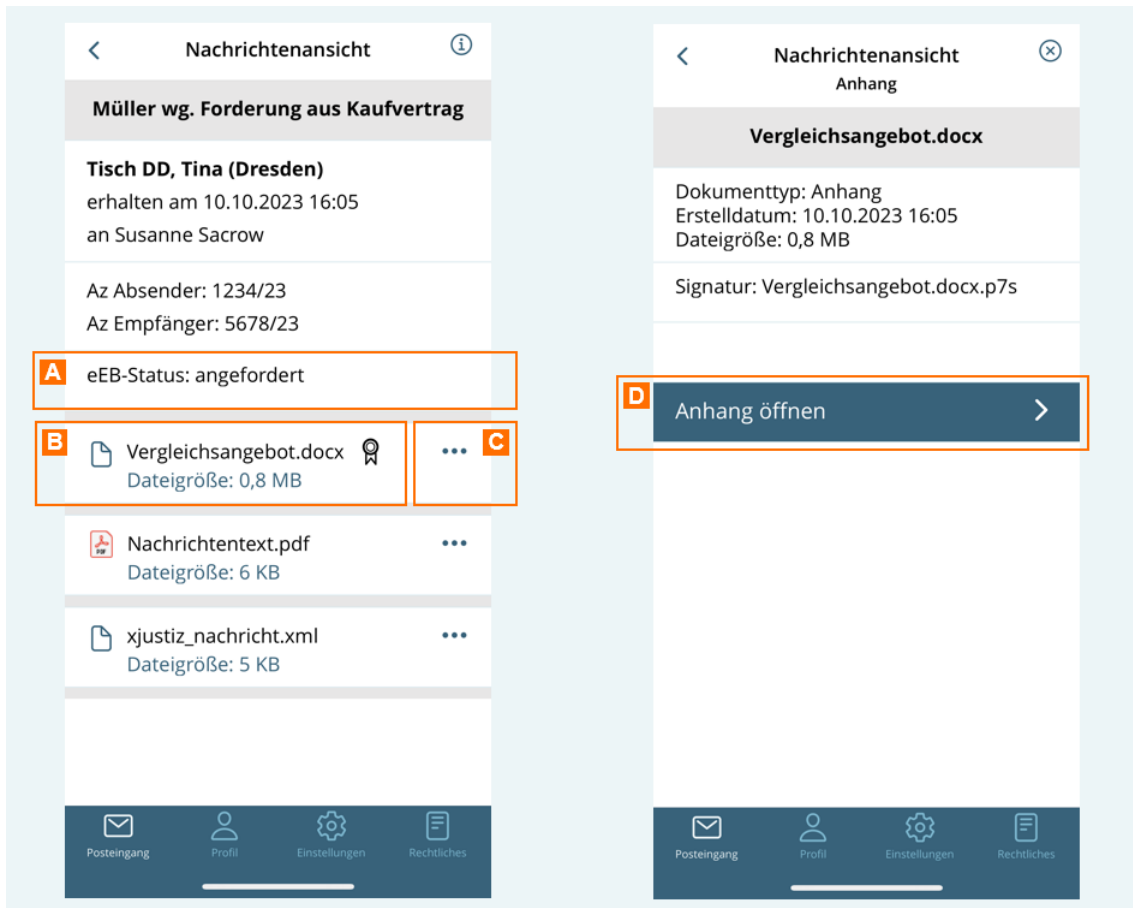 Nachrichtenansicht
Müller wg. Forderung aus Kaufvertrag
Tisch DD, Tina (Dresden)
erhalten am 10.10.2023 16:05
an Susanne Sacrow
Az Absender: 1234/23
Az Empfänger: 5678/23
A
eEB-Status: angefordert
B
Vergleichsangebot.docx
Dateigröße: 0,8 MB
C
PDF
Nachrichtentext.pdf
Dateigröße: 6 KB
xjustiz_nachricht.xml
Dateigröße: 5 KB
Posteingang
Profil
Einstellungen
Rechtliches
Nachrichtenansicht
Anhang
Vergleichsangebot.docx
Dokumenttyp: Anhang
Erstelldatum: 10.10.2023 16:05
Dateigröße: 0,8 MB
Signatur: Vergleichsangebot.docx.p7s
D
Anhang öffnen
Posteingang
Profil
Einstellungen
Rechtliches